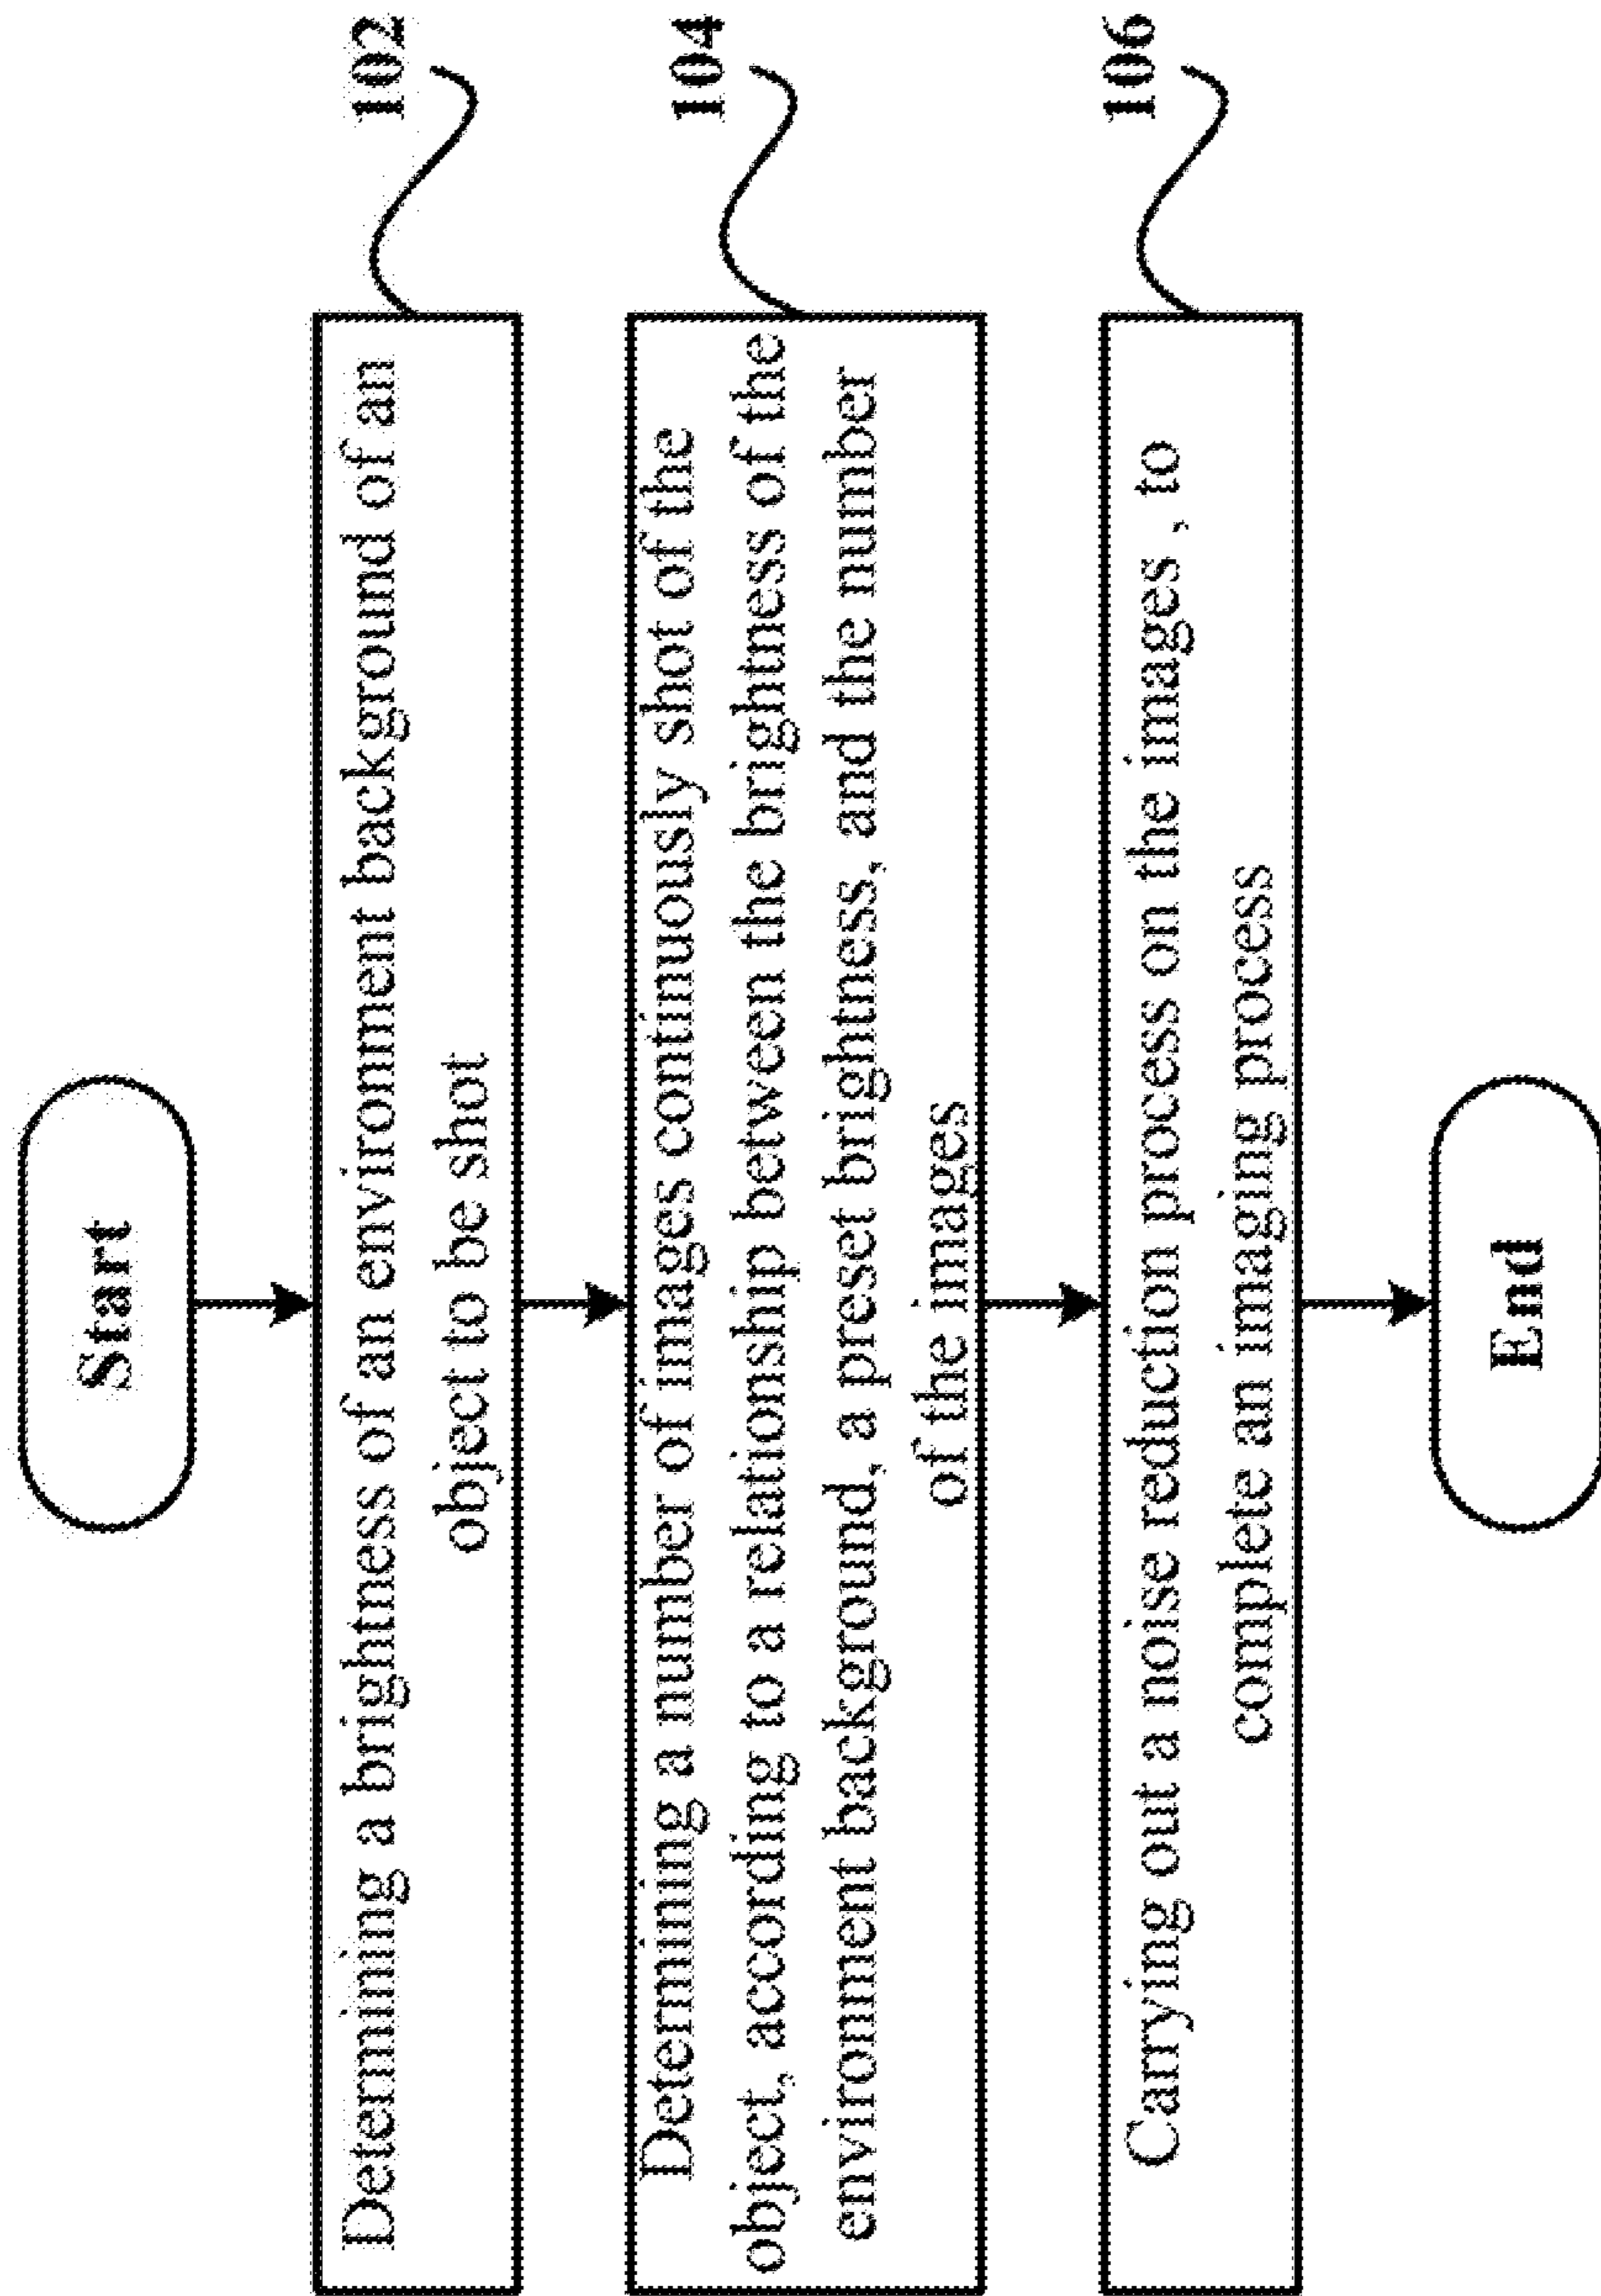 Start
102
Determining a brightness of an environment background of an
object to be shot
104
Determining a number of images continuously shot of the
object, according to a relationship between the brightness of the
environment background, a preset brightness, and the number
of the images
106
Carrying out a noise reduction process on the images , to
complete an imaging process
End